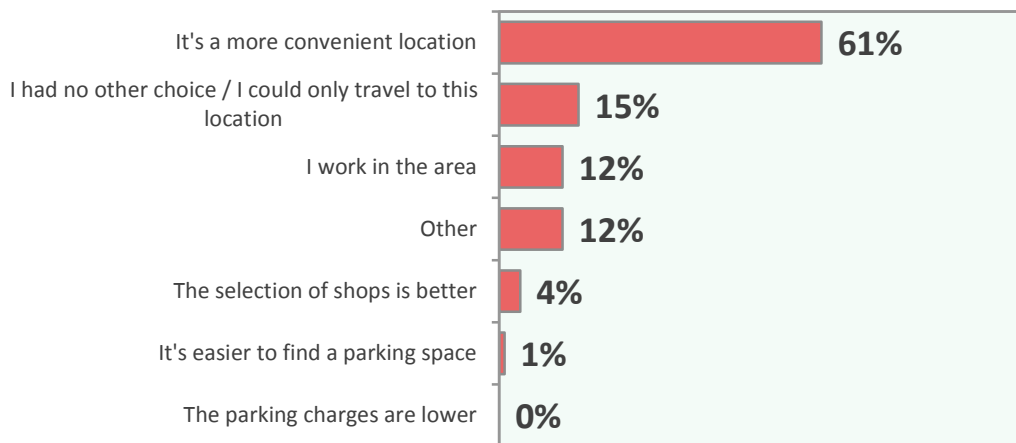 It's a more convenient location
61%
I had no other choice / I could only travel to this
location
15%
I work in the area
12%
Other
12%
The selection of shops is better
4%
It's easier to find a parking space
1%
The parking charges are lower
0%